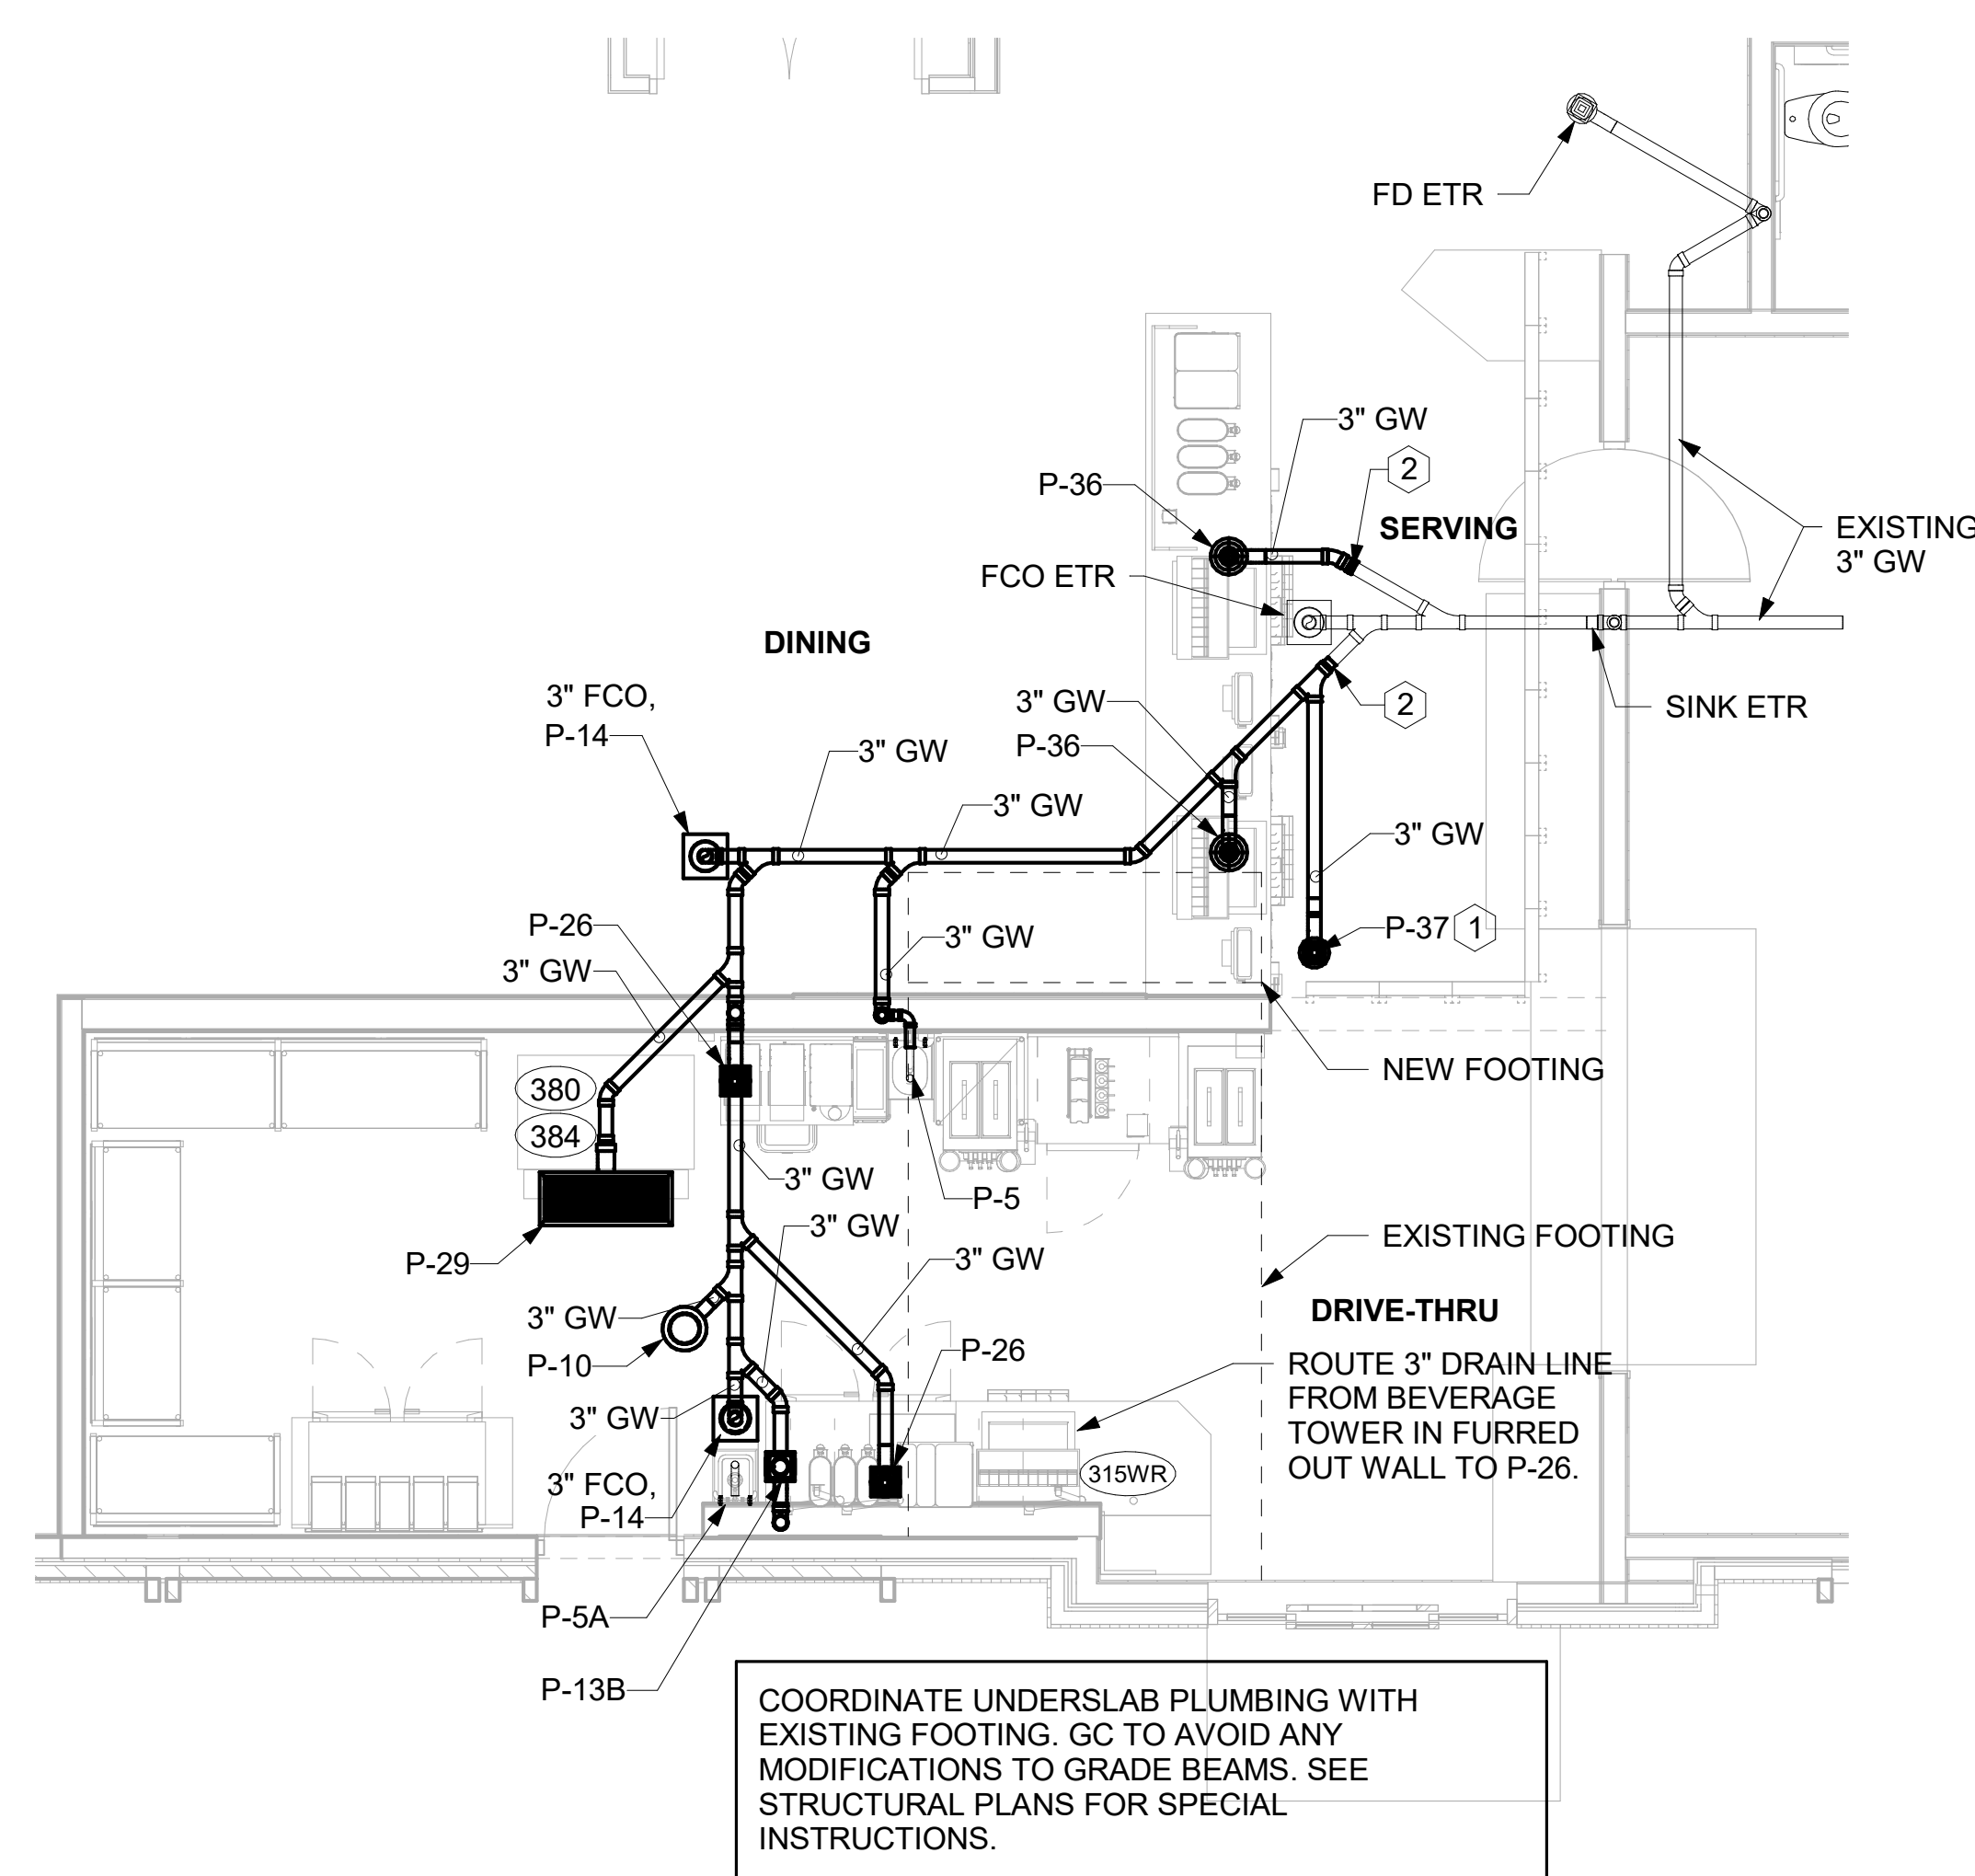 FD ETR
3" GW
2
P-36
SERVING
EXISTING
3" GW
FCO ETR
DINING
3" FCO,
P-14
3" GW
3" GW
P-36
2
SINK ETR
3" GW
3" GW
P-26
3" GW
3" GW
P-37 1
380
384
NEW FOOTING
3" GW
P-5
3" GW
3" GW
EXISTING FOOTING
P-29
3" GW
P-10
P-26
DRIVE-THRU
ROUTE 3" DRAIN LINE
FROM BEVERAGE
TOWER IN FURRED
OUT WALL TO P-26.
3" GW
315WR
3" FCO,
P-14
P-5A
P-13B
COORDINATE UNDERSLAB PLUMBING WITH
EXISTING FOOTING. GC TO AVOID ANY
MODIFICATIONS TO GRADE BEAMS. SEE
STRUCTURAL PLANS FOR SPECIAL
INSTRUCTIONS.